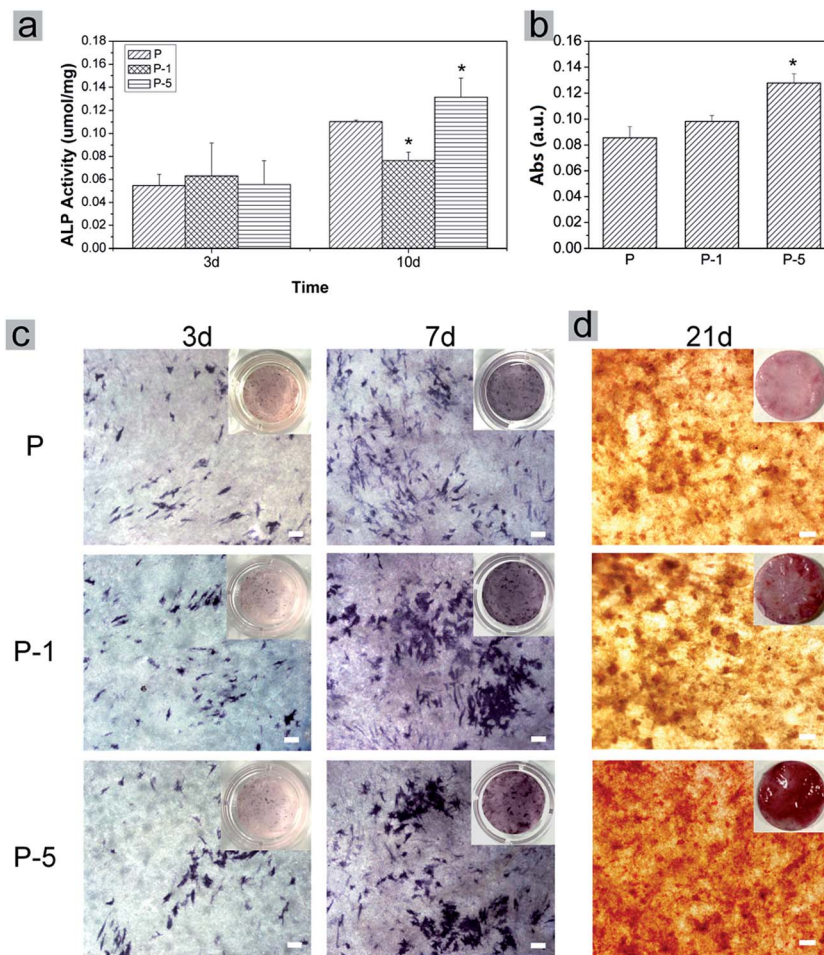 a
ALP Activity (umol/mg)
0.18
0.16
0.14
0.12
0.10
0.08
0.06
0.04
0.02
0.00
P
P-1
P-5
*
*
3d
10d
Time
b
Abs (a.u.)
0.16
0.14
0.12
0.10
0.08
0.06
0.04
0.02
0.00
*
P
P-1
P-5
c
3d
7d
d
21d
P
P-1
P-5